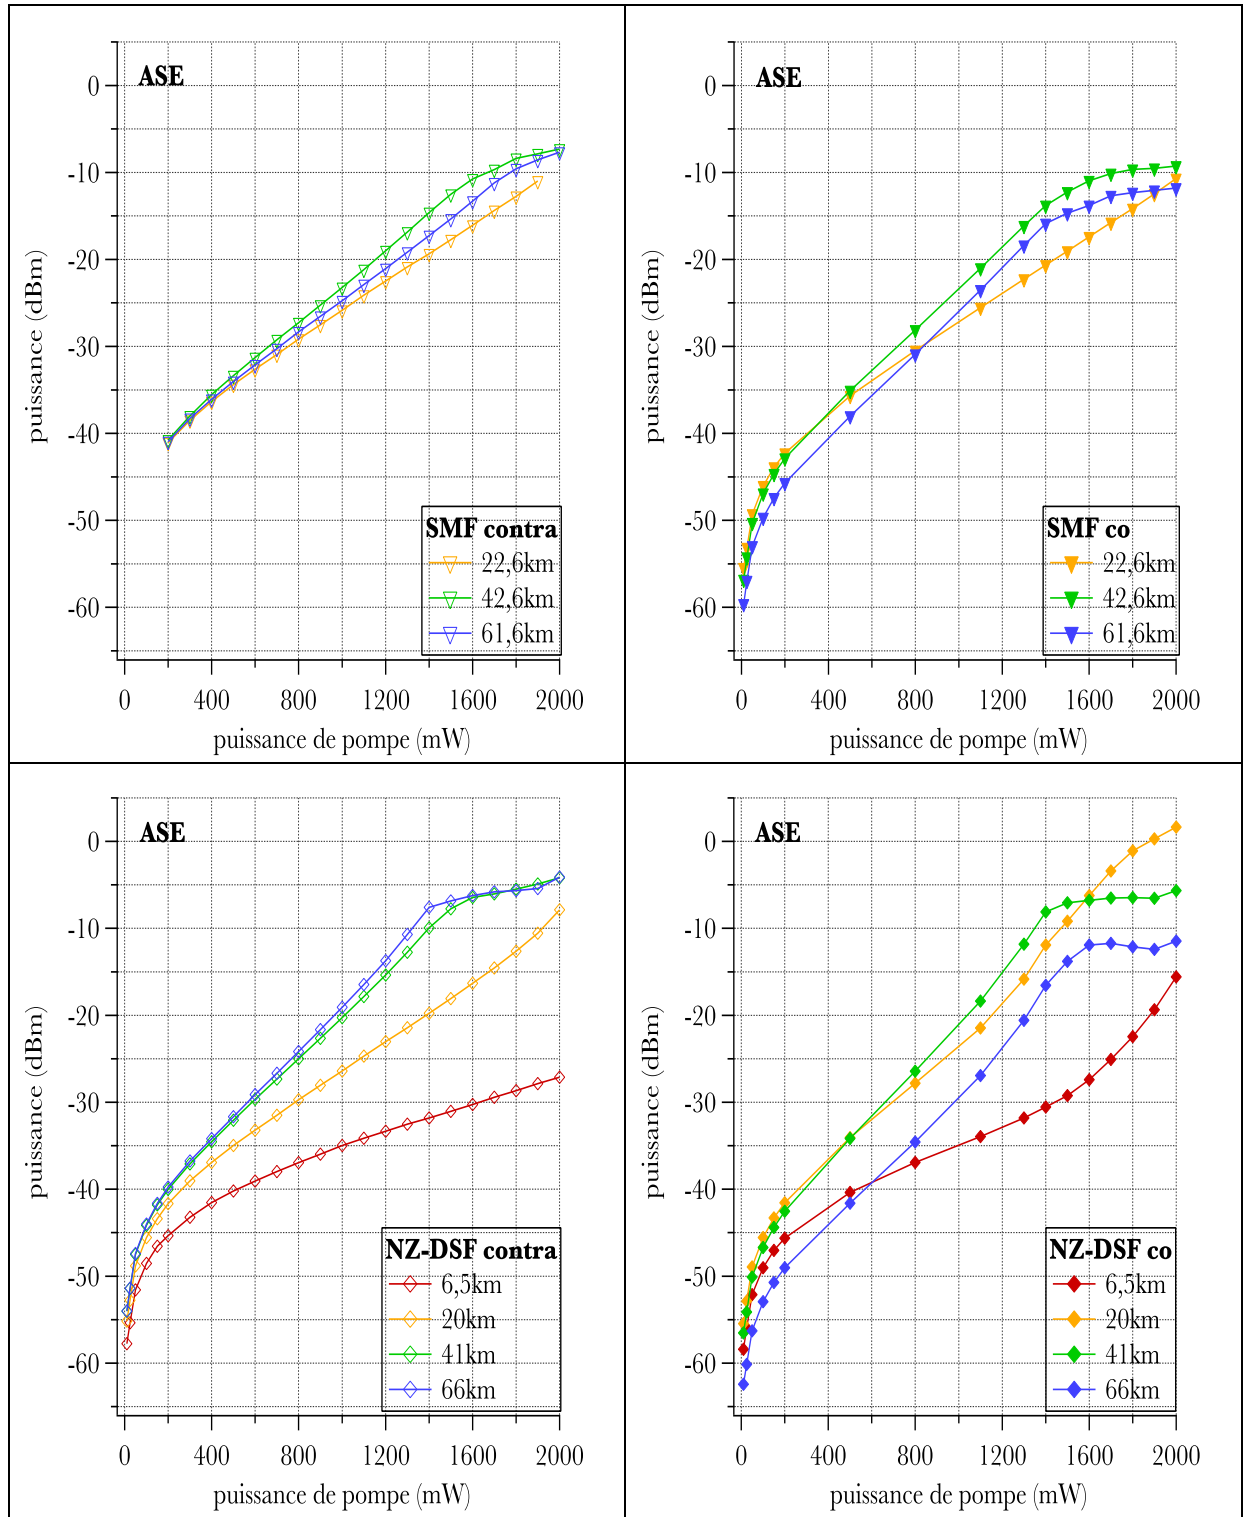 ASE
0
-10
-20
-30
-40
-50
-60
puissance (dBm)
SMF contra
22,6km
42,6km
61,6km
0 400 800 1200 1600 2000
puissance de pompe (mW)
ASE
0
-10
-20
-30
-40
-50
-60
puissance (dBm)
SMF co
22,6km
42,6km
61,6km
0 400 800 1200 1600 2000
puissance de pompe (mW)
ASE
0
-10
-20
-30
-40
-50
-60
puissance (dBm)
NZ-DSF contra
6,5km
20km
41km
66km
0 400 800 1200 1600 2000
puissance de pompe (mW)
ASE
0
-10
-20
-30
-40
-50
-60
puissance (dBm)
NZ-DSF co
6,5km
20km
41km
66km
0 400 800 1200 1600 2000
puissance de pompe (mW)